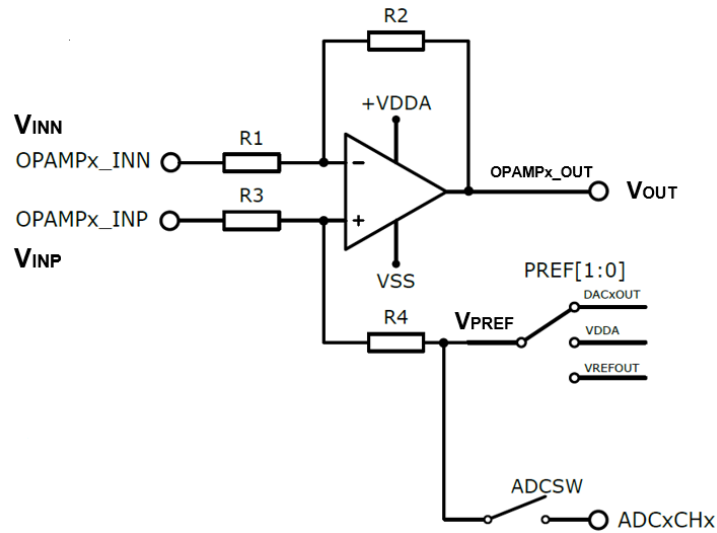 R2
+VDDA
VINN
R1
OPAMPx_INN
−
OPAMPx_OUT
VOUT
R3
OPAMPx_INP
+
VINP
VSS
PREF[1:0]
DACxOUT
R4
VPREF
VDDA
VREFOUT
ADCSW
ADCxCHx